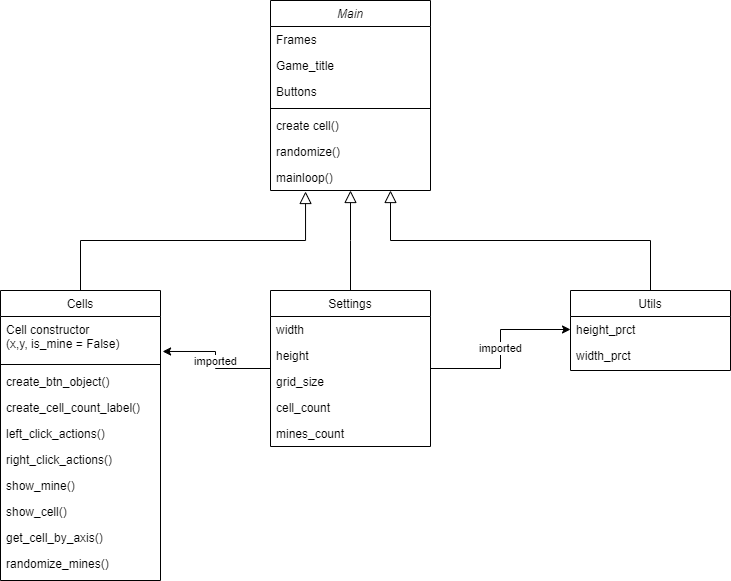 Main
Frames
Game_title
Buttons
create cell()
randomize()
mainloop()
Cells
Cell constructor
(x,y, is_mine = False)
create_btn_object()
create_cell_count_label()
left_click_actions()
right_click_actions()
show_mine()
show_cell()
get_cell_by_axis()
randomize_mines()
imported
Settings
width
height
grid_size
cell_count
mines_count
imported
Utils
height_prct
width_prct